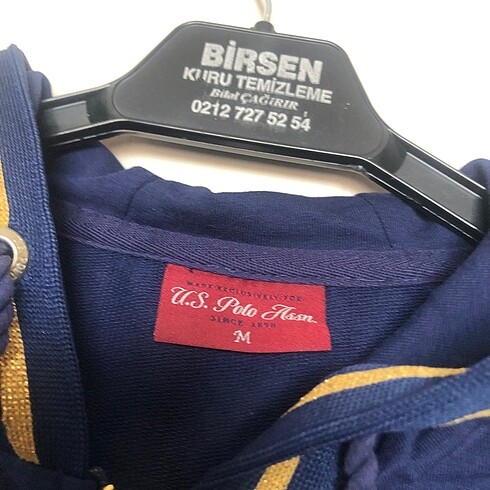 BİRSEN
KURU TEMİZLEME
Bilal ÇAĞIRIR
0212 727 52 54
MADE EXCLUSIVELY FOR
U.S. Polo Assn.
SINCE 1890
M